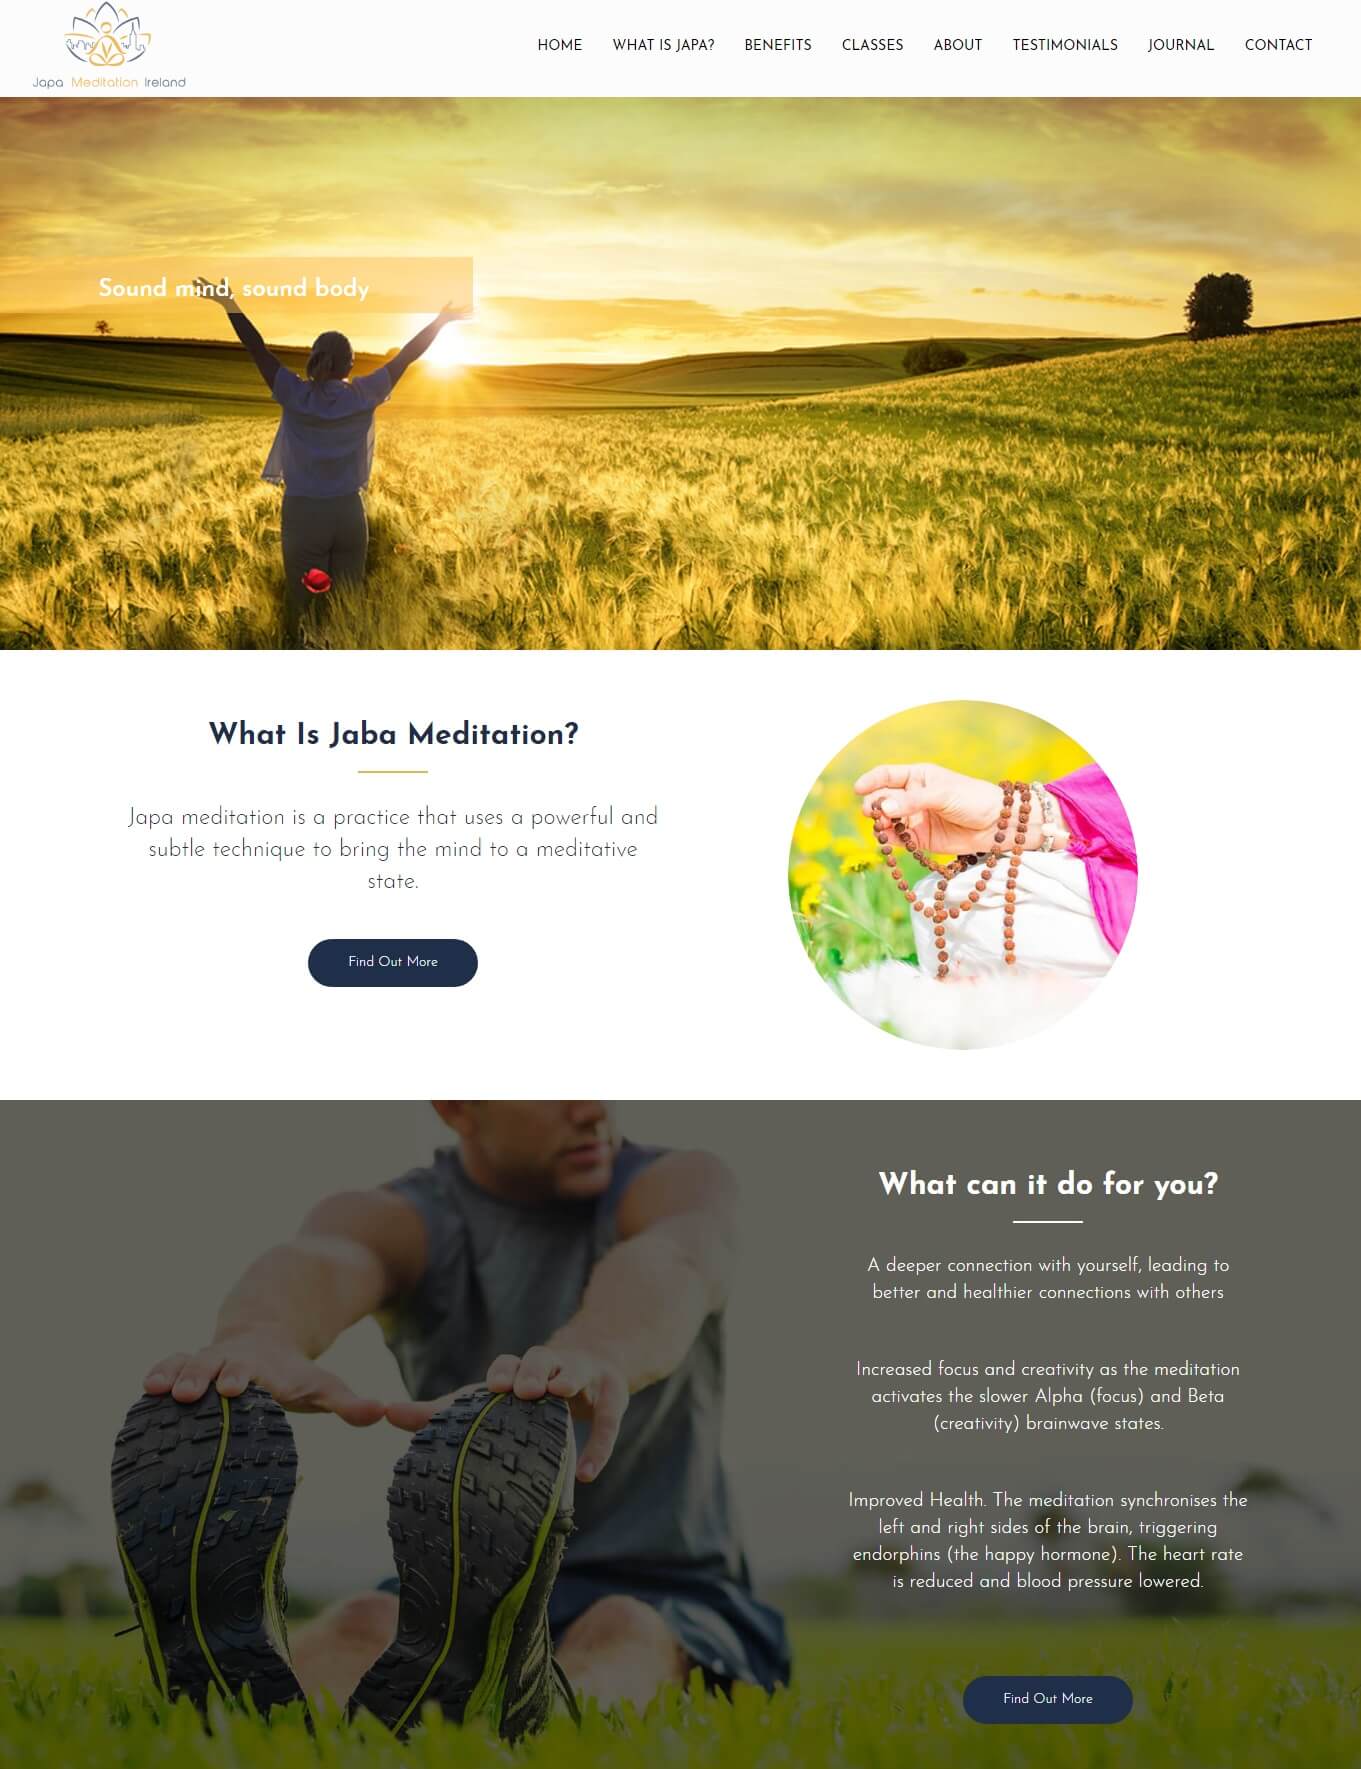 Japa Meditation Ireland
HOME WHAT IS JAPA? BENEFITS CLASSES ABOUT TESTIMONIALS JOURNAL CONTACT
Sound mind, sound body
What Is Jaba Meditation?
Japa meditation is a practice that uses a powerful and
subtle technique to bring the mind to a meditative
state.
Find Out More
What can it do for you?
A deeper connection with yourself, leading to
better and healthier connections with others
Increased focus and creativity as the meditation
activates the slower Alpha (focus) and Beta
(creativity) brainwave states.
Improved Health. The meditation synchronises the
left and right sides of the brain, triggering
endorphins (the happy hormone). The heart rate
is reduced and blood pressure lowered.
Find Out More